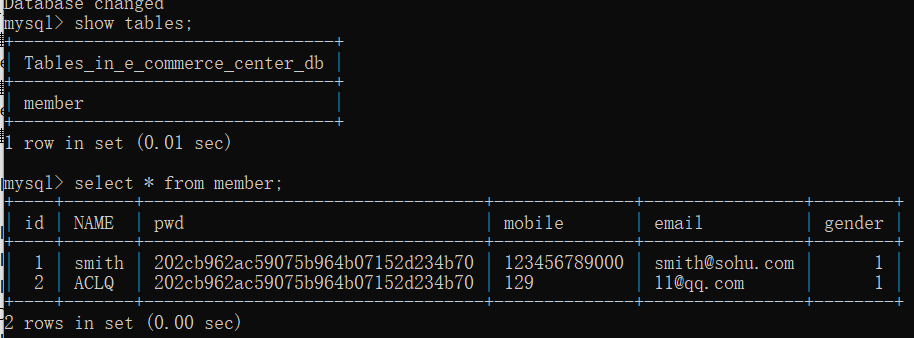 Database changed
mysql> show tables;
+---------------------------------+
| Tables_in_e_commerce_center_db |
+---------------------------------+
| member |
+---------------------------------+
1 row in set (0.01 sec)
mysql> select * from member;
+----+-------+----------------------------------+--------------+----------------+--------+
| id | NAME | pwd | mobile | email | gender |
+----+-------+----------------------------------+--------------+----------------+--------+
| 1 | smith | 202cb962ac59075b964b07152d234b70 | 123456789000 | smith@sohu.com | 1 |
| 2 | ACLQ | 202cb962ac59075b964b07152d234b70 | 129 | 11@qq.com | 1 |
+----+-------+----------------------------------+--------------+----------------+--------+
2 rows in set (0.00 sec)